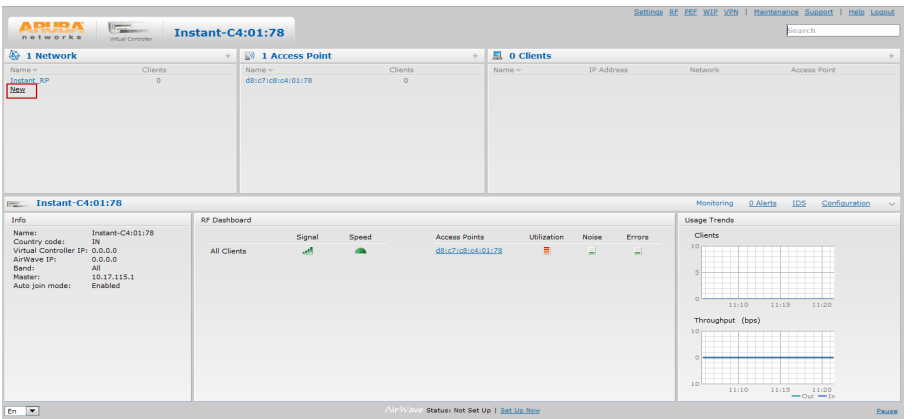 Settings RF PEF WIP VPN | Maintenance Support | Help Logout
ARUBA
networks
Virtual Controller
Instant-C4:01:78
Search
1 Network +
Name Clients
Instant_RP 0
New
1 Access Point +
Name Clients
d8:c7:c8:c4:01:78 0
0 Clients +
Name IP Address Network Access Point
Instant-C4:01:78
Monitoring 0 Alerts IDS Configuration
Info
Name: Instant-C4:01:78
Country code: IN
Virtual Controller IP: 0.0.0.0
AirWave IP: 0.0.0.0
Band: All
Master: 10.17.115.1
Auto join mode: Enabled
RF Dashboard
Signal Speed Access Points Utilization Noise Errors
All Clients d8:c7:c8:c4:01:78
Usage Trends
Clients
10
5
0
11:10 11:15 11:20
Throughput (bps)
10
0
10
11:10 11:15 11:20
Out In
En
AirWave Status: Not Set Up | Set Up Now
Pause